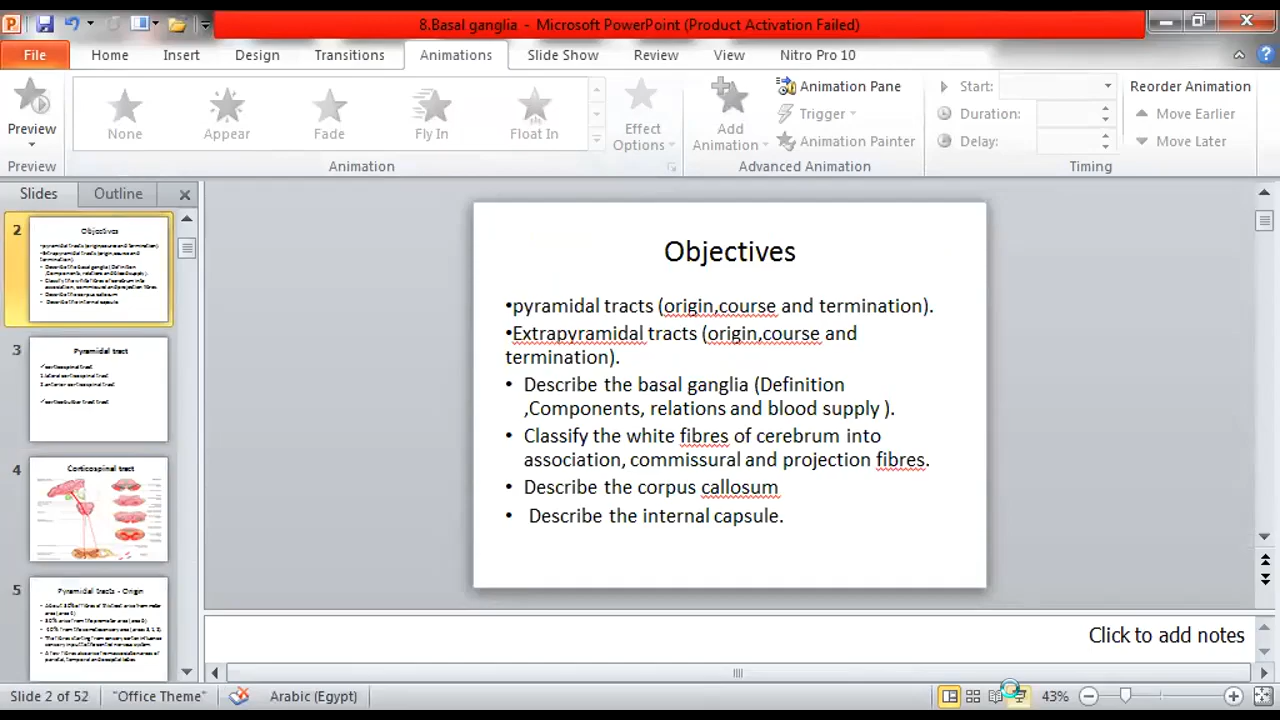 8.Basal ganglia - Microsoft PowerPoint (Product Activation Failed)
File Home Insert Design Transitions Animations Slide Show Review View Nitro Pro 10
Preview
None Appear Fade Fly In Float In
Effect Options
Add Animation
Animation Pane
Trigger
Animation Painter
Start:
Duration:
Delay:
Reorder Animation
Move Earlier
Move Later
Preview Animation Advanced Animation Timing
Slides Outline
2
Objectives
3
Pyramidal tract
4
Corticospinal tract
5
Pyramidal tracts - Origin
Objectives
•pyramidal tracts (origin,course and termination).
•Extrapyramidal tracts (origin,course and
termination).
• Describe the basal ganglia (Definition
,Components, relations and blood supply ).
• Classify the white fibres of cerebrum into
association, commissural and projection fibres.
• Describe the corpus callosum
• Describe the internal capsule.
Click to add notes
Slide 2 of 52 "Office Theme" Arabic (Egypt) 43%